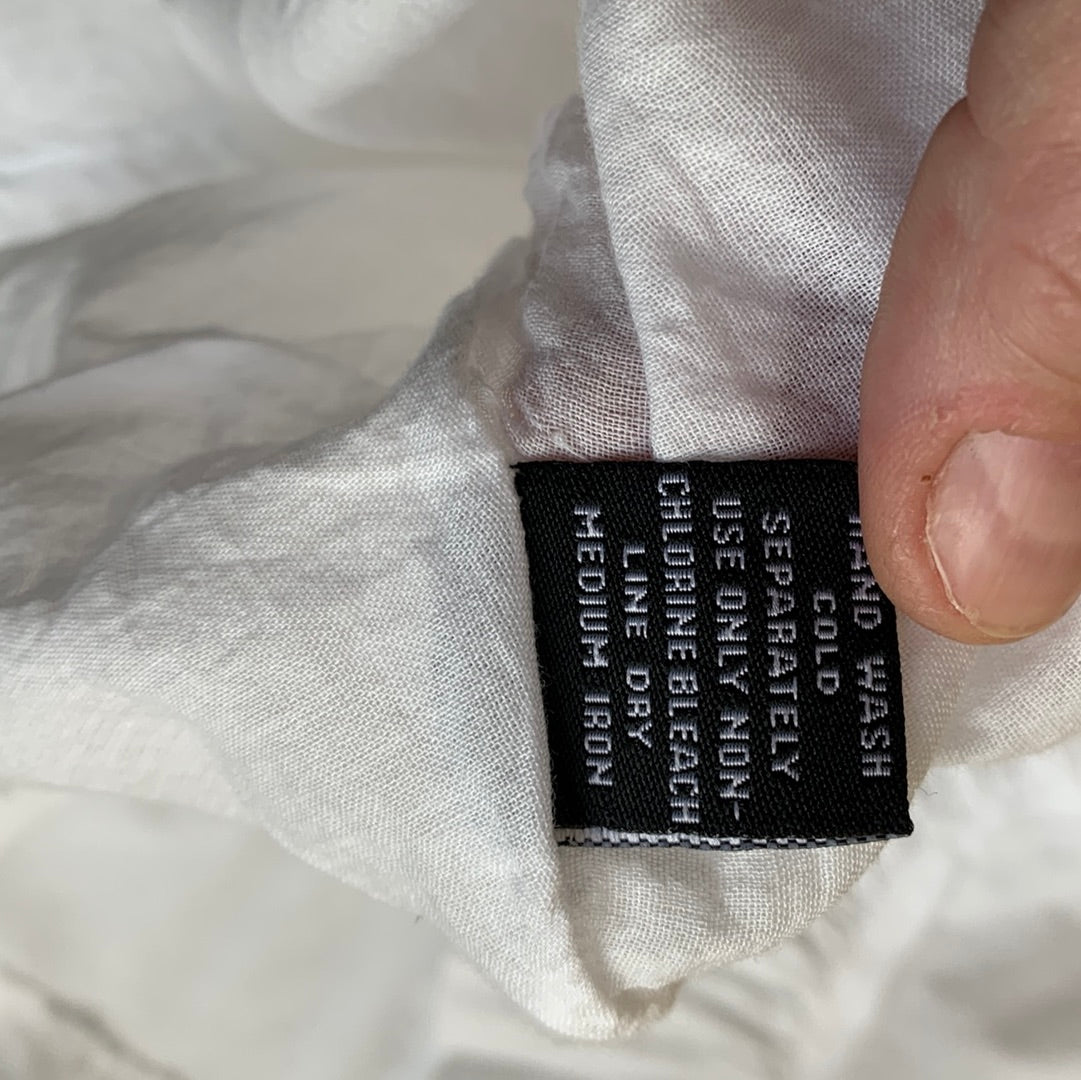 HAND WASH
COLD
SEPARATELY
USE ONLY NON-
CHLORINE BLEACH
LINE DRY
MEDIUM IRON